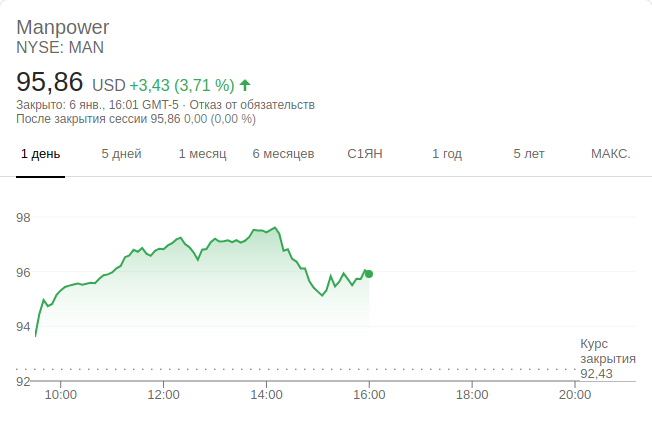 Manpower
NYSE: MAN
95,86 USD +3,43 (3,71 %)
Закрыто: 6 янв., 16:01 GMT-5 · Отказ от обязательств
После закрытия сессии 95,86 0,00 (0,00 %)
1 день 5 дней 1 месяц 6 месяцев С1ЯН 1 год 5 лет МАКС.
98
96
94
Курс
закрытия
92,43
92
10:00 12:00 14:00 16:00 18:00 20:00